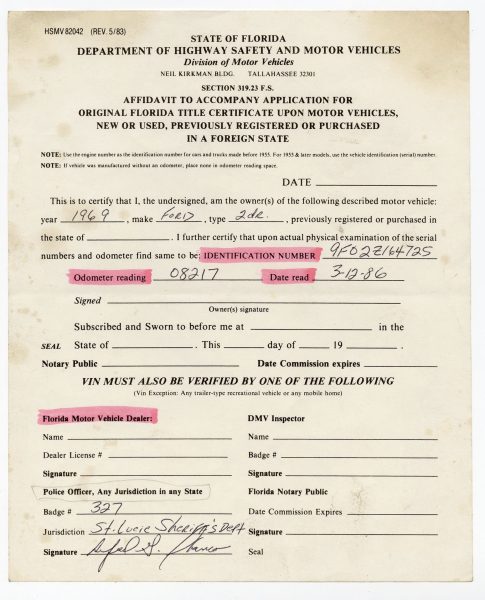 HSMV 82042 (REV. 5/83)
STATE OF FLORIDA
DEPARTMENT OF HIGHWAY SAFETY AND MOTOR VEHICLES
Division of Motor Vehicles
NEIL KIRKMAN BLDG. TALLAHASSEE 32301
SECTION 319.23 F.S.
AFFIDAVIT TO ACCOMPANY APPLICATION FOR
ORIGINAL FLORIDA TITLE CERTIFICATE UPON MOTOR VEHICLES,
NEW OR USED, PREVIOUSLY REGISTERED OR PURCHASED
IN A FOREIGN STATE
NOTE: Use the engine number as the identification number for cars and trucks made before 1955. For 1955 & later models, use the vehicle identification (serial) number.
NOTE: If vehicle was manufactured without an odometer, place none in odometer reading space.
DATE
This is to certify that I, the undersigned, am the owner(s) of the following described motor vehicle:
year 1969, make FORD, type 2dr., previously registered or purchased in
the state of . I further certify that upon actual physical examination of the serial
numbers and odometer find same to be: IDENTIFICATION NUMBER 9F02Z164725
Odometer reading 08217 Date read 3-12-86
Signed
Owner(s) signature
Subscribed and Sworn to before me at in the
SEAL State of . This day of 19 .
Notary Public Date Commission expires
VIN MUST ALSO BE VERIFIED BY ONE OF THE FOLLOWING
(Vin Exception: Any trailer-type recreational vehicle or any mobile home)
Florida Motor Vehicle Dealer: DMV Inspector
Name Name
Dealer License # Badge #
Signature Signature
Police Officer, Any Jurisdiction in any State Florida Notary Public
Badge # 327 Date Commission Expires
Jurisdiction St. Lucie Sheriff's Dept
Signature Seal